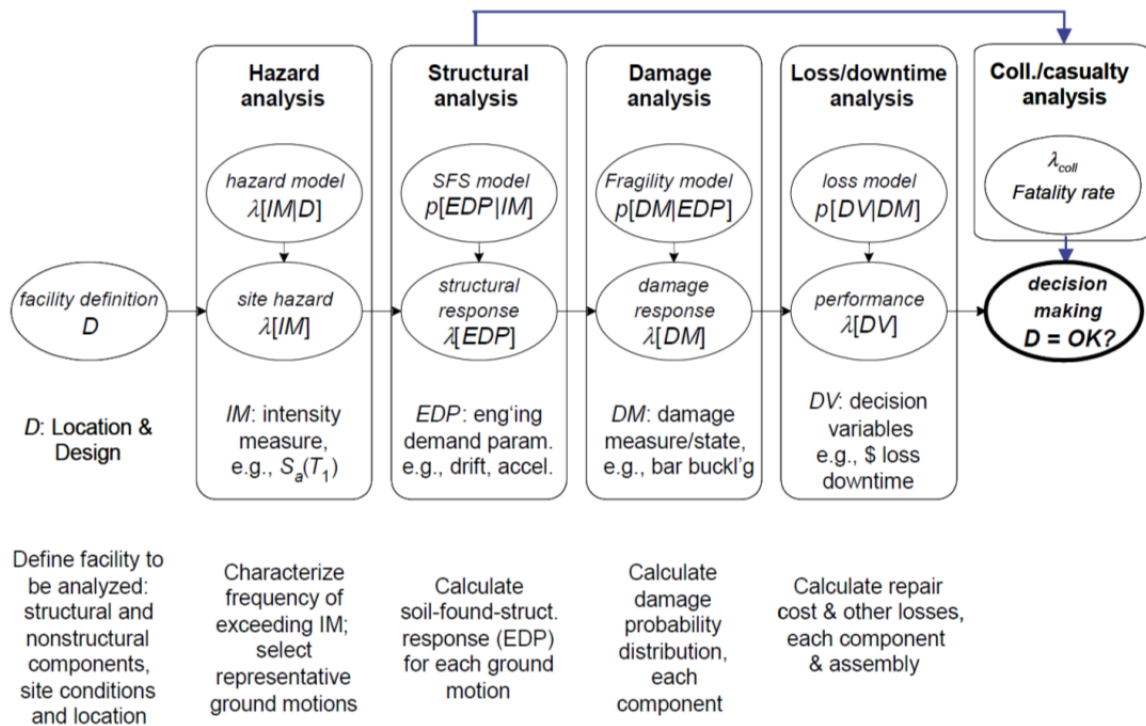 Hazard
analysis
hazard model
λ[IM|D]
site hazard
λ[IM]
IM: intensity
measure,
e.g., Sa(T1)
Structural
analysis
SFS model
p[EDP|IM]
structural
response
λ[EDP]
EDP: eng'ing
demand param.
e.g., drift, accel.
Damage
analysis
Fragility model
p[DM|EDP]
damage
response
λ[DM]
DM: damage
measure/state,
e.g., bar buckl'g
Loss/downtime
analysis
loss model
p[DV|DM]
performance
λ[DV]
DV: decision
variables
e.g., $ loss
downtime
Coll./casualty
analysis
λcoll
Fatality rate
decision
making
D = OK?
facility definition
D
D: Location &
Design
Define facility to
be analyzed:
structural and
nonstructural
components,
site conditions
and location
Characterize
frequency of
exceeding IM;
select
representative
ground motions
Calculate
soil-found-struct.
response (EDP)
for each ground
motion
Calculate
damage
probability
distribution,
each
component
Calculate repair
cost & other losses,
each component
& assembly